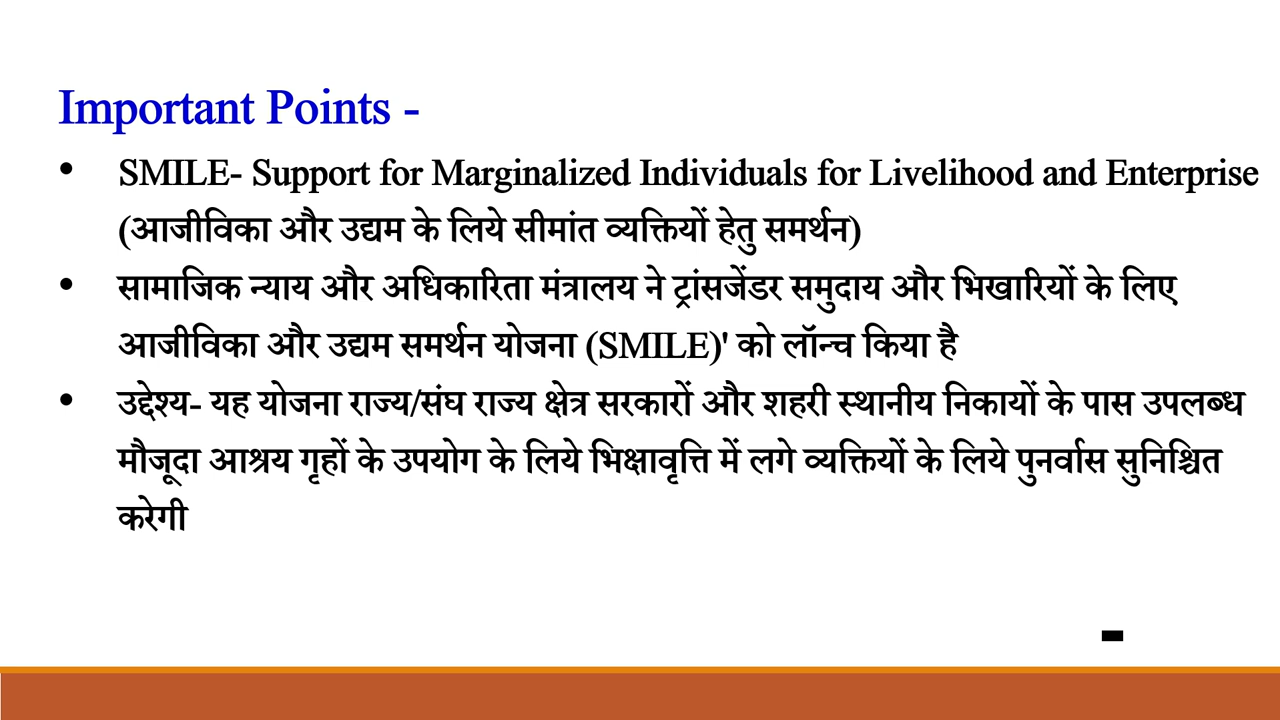 Important Points -
• SMILE- Support for Marginalized Individuals for Livelihood and Enterprise
(आजीविका और उद्यम के लिये सीमांत व्यक्तियों हेतु समर्थन)
• सामाजिक न्याय और अधिकारिता मंत्रालय ने ट्रांसजेंडर समुदाय और भिखारियों के लिए
आजीविका और उद्यम समर्थन योजना (SMILE)' को लॉन्च किया है
• उद्देश्य- यह योजना राज्य/संघ राज्य क्षेत्र सरकारों और शहरी स्थानीय निकायों के पास उपलब्ध
मौजूदा आश्रय गृहों के उपयोग के लिये भिक्षावृत्ति में लगे व्यक्तियों के लिये पुनर्वास सुनिश्चित
करेगी
-